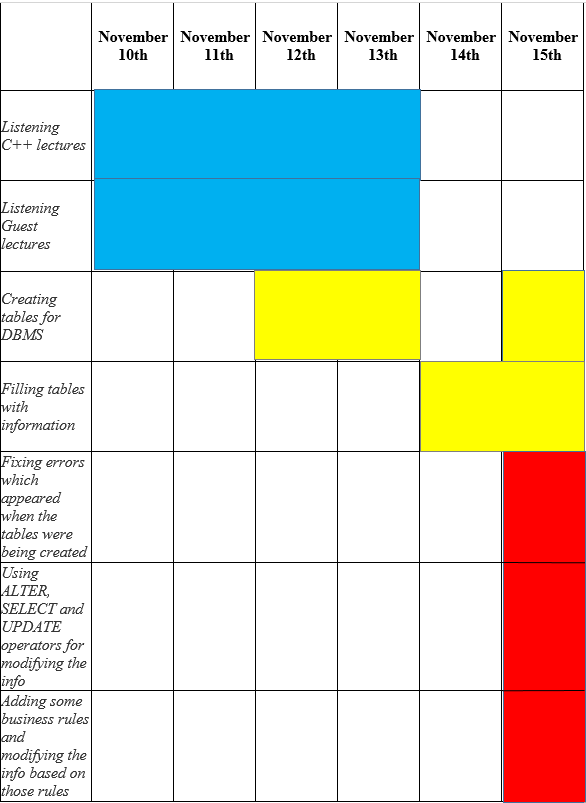 November 10th
November 11th
November 12th
November 13th
November 14th
November 15th
Listening
C++ lectures
Listening
Guest
lectures
Creating
tables for
DBMS
Filling tables
with
information
Fixing errors
which
appeared
when the
tables were
being created
Using
ALTER,
SELECT and
UPDATE
operators for
modifying the
info
Adding some
business rules
and
modifying the
info based on
those rules